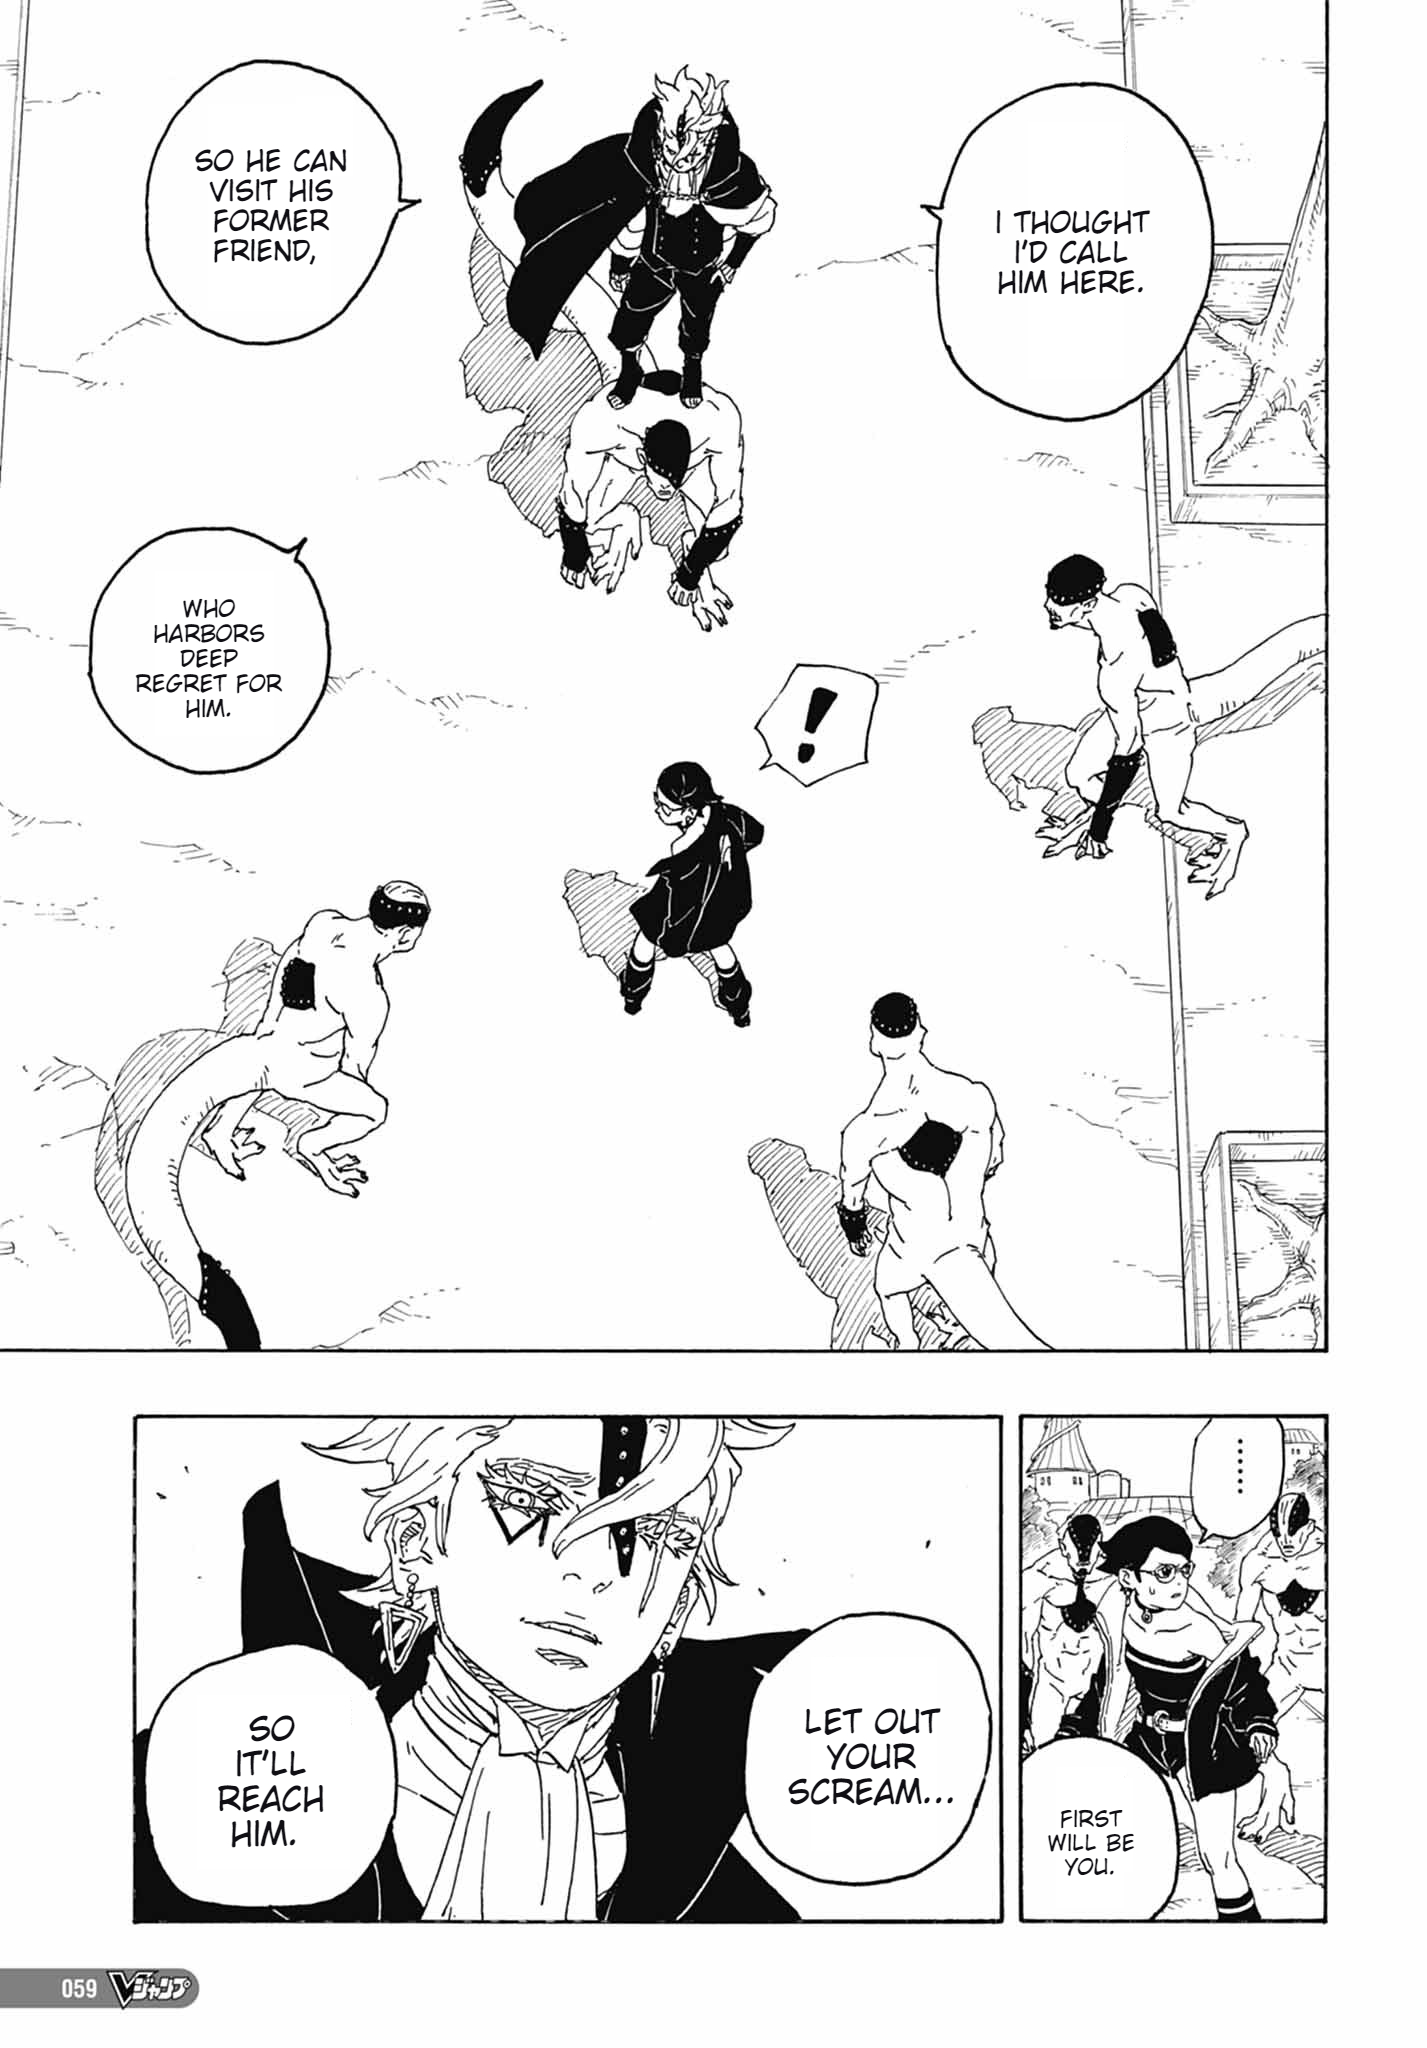 I THOUGHT
I'D CALL
HIM HERE.
SO HE CAN
VISIT HIS
FORMER
FRIEND,
WHO
HARBORS
DEEP
REGRET FOR
HIM.
!
......
FIRST
WILL BE
YOU.
LET OUT
YOUR
SCREAM...
SO
IT'LL
REACH
HIM.
059 Vジャンプ